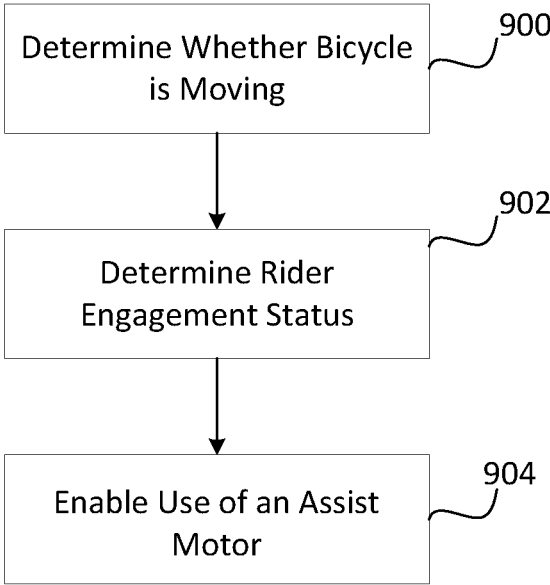 900
Determine Whether Bicycle
is Moving
902
Determine Rider
Engagement Status
904
Enable Use of an Assist
Motor